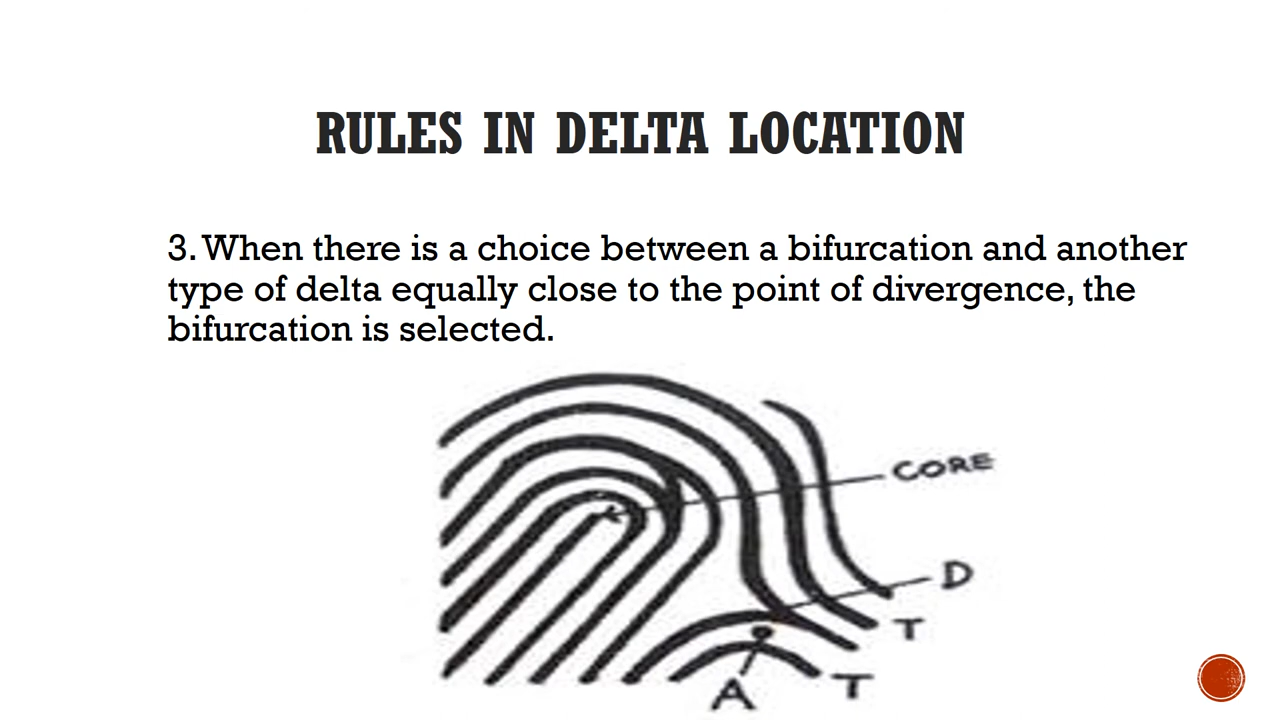 RULES IN DELTA LOCATION
3. When there is a choice between a bifurcation and another
type of delta equally close to the point of divergence, the
bifurcation is selected.
CORE
D
T
A
T